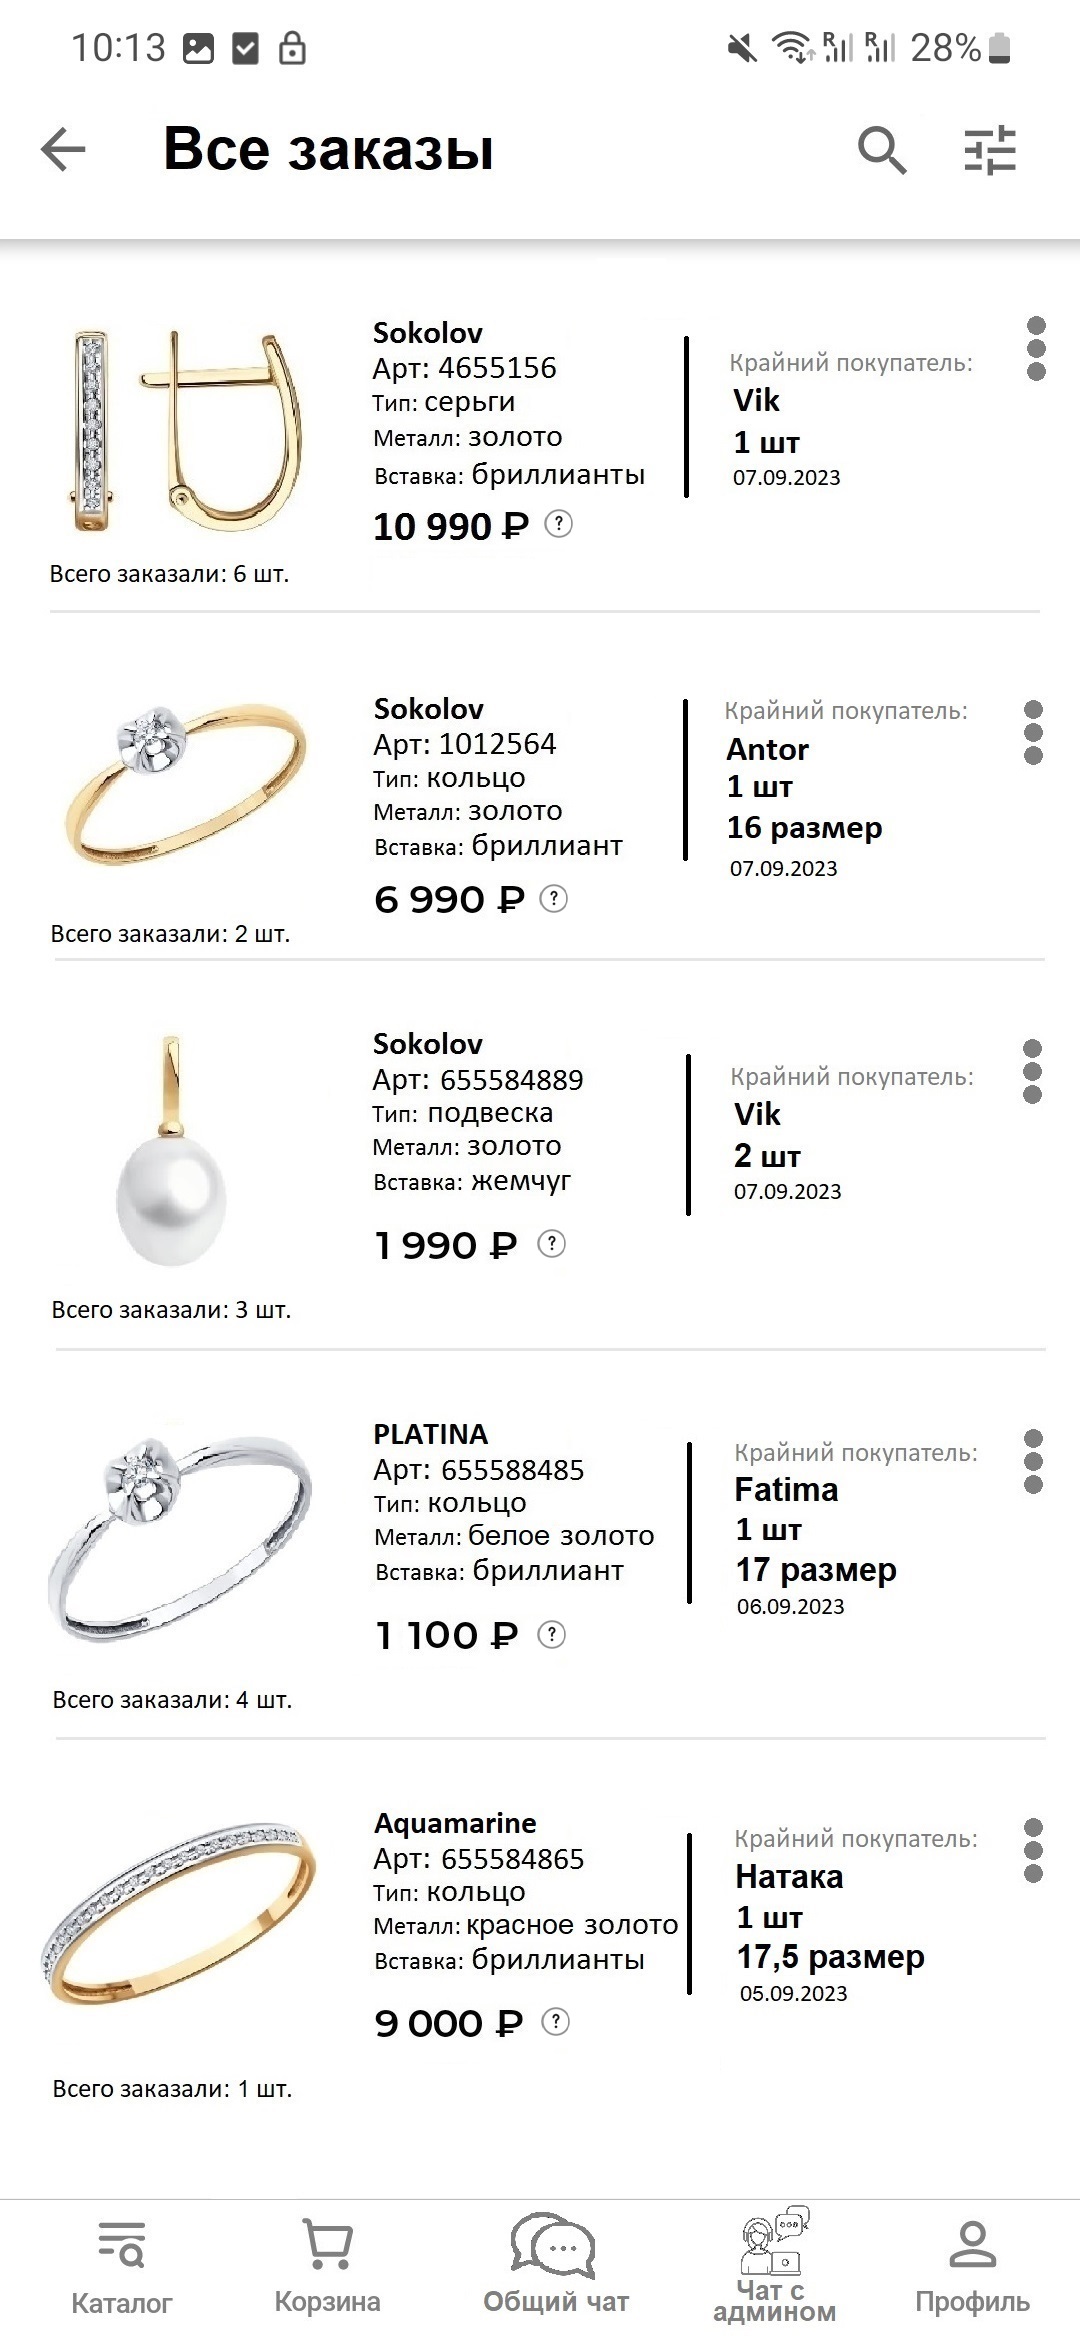 10:13
R R 28%
Все заказы
Sokolov
Арт: 4655156
Тип: серьги
Металл: золото
Вставка: бриллианты
10 990 ₽ ?
Крайний покупатель:
Vik
1 шт
07.09.2023
Всего заказали: 6 шт.
Sokolov
Арт: 1012564
Тип: кольцо
Металл: золото
Вставка: бриллиант
6 990 ₽ ?
Крайний покупатель:
Antor
1 шт
16 размер
07.09.2023
Всего заказали: 2 шт.
Sokolov
Арт: 655584889
Тип: подвеска
Металл: золото
Вставка: жемчуг
1 990 ₽ ?
Крайний покупатель:
Vik
2 шт
07.09.2023
Всего заказали: 3 шт.
PLATINA
Арт: 655588485
Тип: кольцо
Металл: белое золото
Вставка: бриллиант
1 100 ₽ ?
Крайний покупатель:
Fatima
1 шт
17 размер
06.09.2023
Всего заказали: 4 шт.
Aquamarine
Арт: 655584865
Тип: кольцо
Металл: красное золото
Вставка: бриллианты
9 000 ₽ ?
Крайний покупатель:
Натака
1 шт
17,5 размер
05.09.2023
Всего заказали: 1 шт.
Каталог
Корзина
Общий чат
Чат с
админом
Профиль